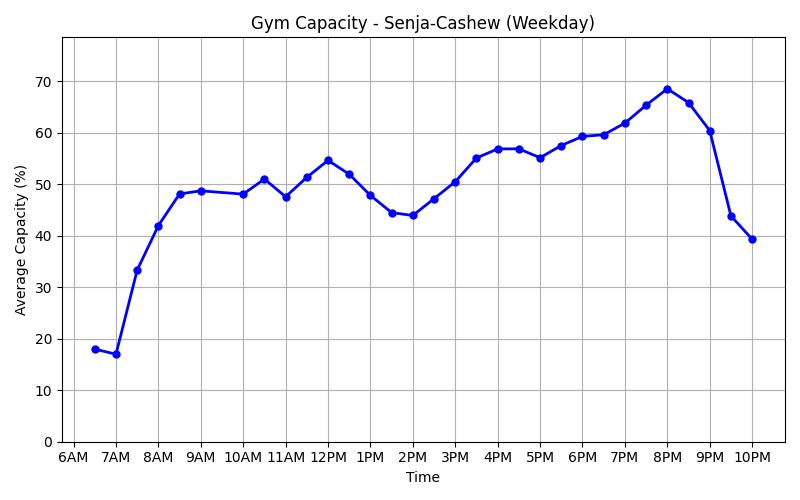 Gym Capacity - Senja-Cashew (Weekday)
Average Capacity (%)
70
60
50
40
30
20
10
0
6AM 7AM 8AM 9AM 10AM 11AM 12PM 1PM 2PM 3PM 4PM 5PM 6PM 7PM 8PM 9PM 10PM
Time